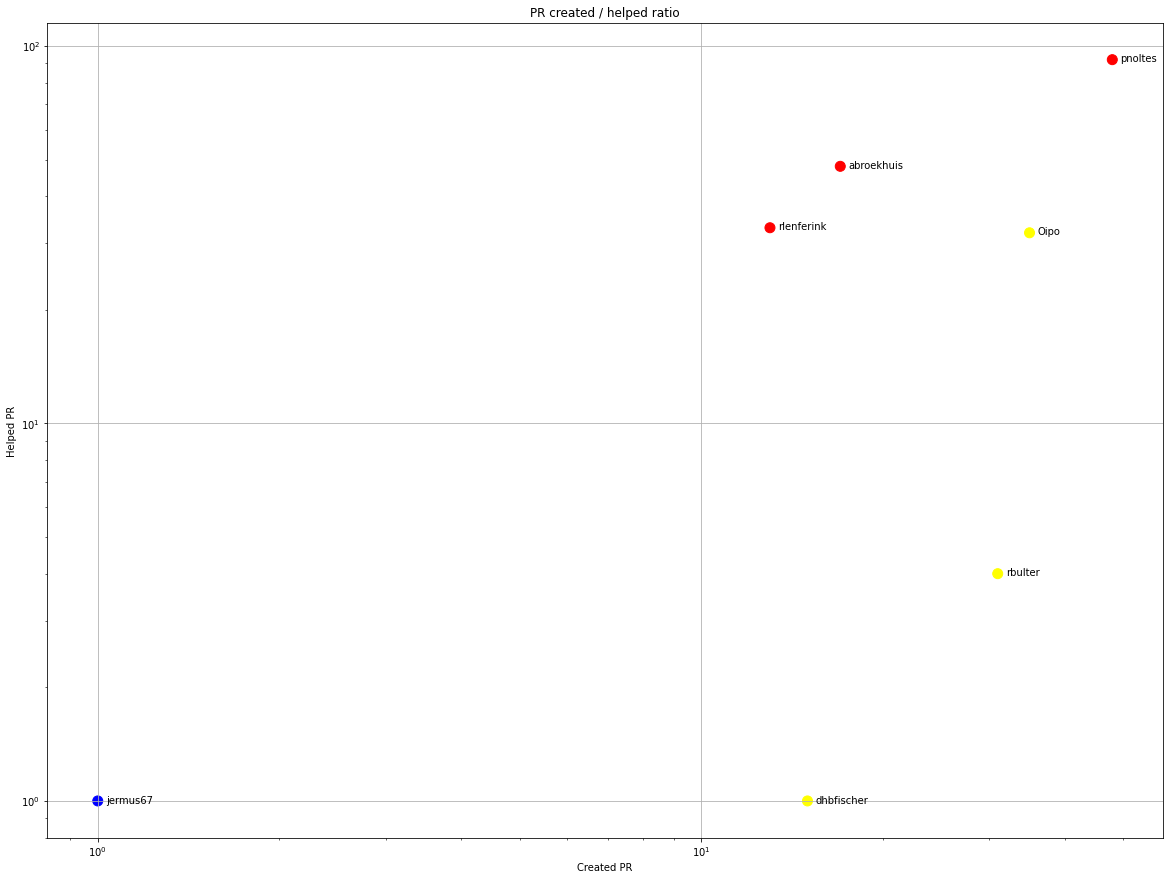 PR created / helped ratio
10²
pnoltes
abroekhuis
rlenferink
Oipo
Helped PR
10¹
rbulter
10⁰
jermus67
dhbfischer
10⁰
10¹
Created PR